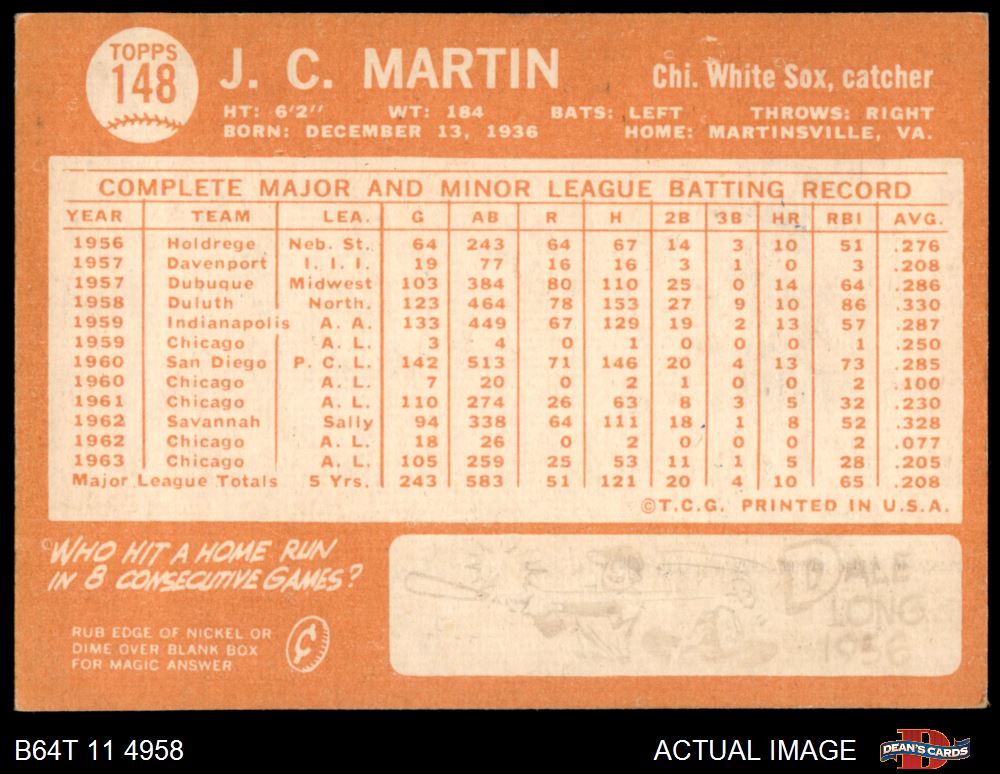 TOPPS
148
J. C. MARTIN
Chi. White Sox, catcher
HT: 6'2" WT: 184 BATS: LEFT THROWS: RIGHT
BORN: DECEMBER 13, 1936 HOME: MARTINSVILLE, VA.
COMPLETE MAJOR AND MINOR LEAGUE BATTING RECORD
YEAR TEAM LEA. G AB R H 2B 3B HR RBI AVG.
1956 Holdrege Neb. St. 64 243 64 67 14 3 10 51 .276
1957 Davenport I. I. I. 19 77 16 16 3 1 0 3 .208
1957 Dubuque Midwest 103 384 80 110 25 0 14 64 .286
1958 Duluth North. 123 464 78 153 27 9 10 86 .330
1959 Indianapolis A. A. 133 449 67 129 19 2 13 57 .287
1959 Chicago A. L. 3 4 0 1 0 0 0 1 .250
1960 San Diego P. C. L. 142 513 71 146 20 4 13 73 .285
1960 Chicago A. L. 7 20 0 2 1 0 0 2 .100
1961 Chicago A. L. 110 274 26 63 8 3 5 32 .230
1962 Savannah Sally 94 338 64 111 18 1 8 52 .328
1962 Chicago A. L. 18 26 0 2 0 0 0 2 .077
1963 Chicago A. L. 105 259 25 53 11 1 5 28 .205
Major League Totals 5 Yrs. 243 583 51 121 20 4 10 65 .208
©T.C.G. PRINTED IN U.S.A.
WHO HIT A HOME RUN
IN 8 CONSECUTIVE GAMES?
RUB EDGE OF NICKEL OR
DIME OVER BLANK BOX
FOR MAGIC ANSWER
¢
DALE
LONG
1956
B64T 11 4958
ACTUAL IMAGE
DEAN'S CARDS